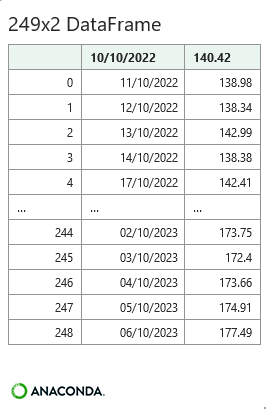 249x2 DataFrame
10/10/2022 140.42
0 11/10/2022 138.98
1 12/10/2022 138.34
2 13/10/2022 142.99
3 14/10/2022 138.38
4 17/10/2022 142.41
... ... ...
244 02/10/2023 173.75
245 03/10/2023 172.4
246 04/10/2023 173.66
247 05/10/2023 174.91
248 06/10/2023 177.49
ANACONDA.